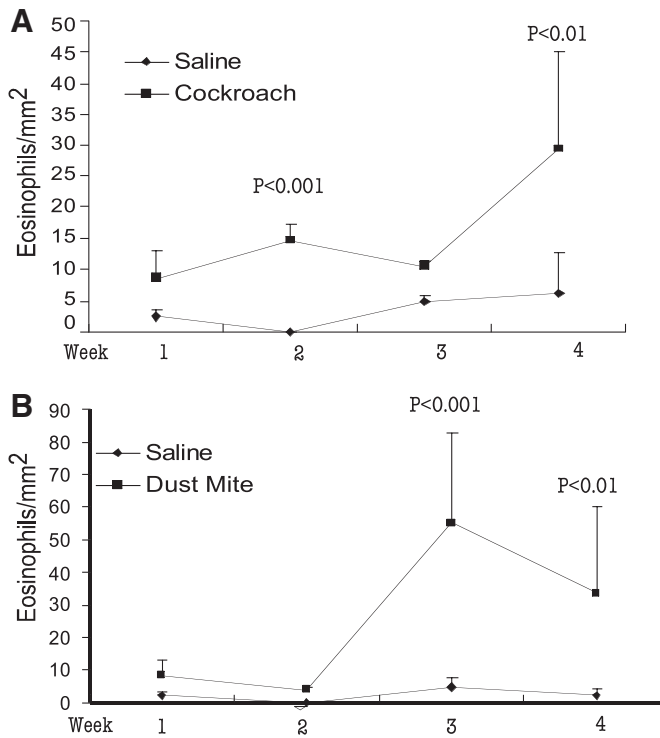 A
50
45
40
35
30
25
20
15
10
5
0
Eosinophils/mm2
Saline
Cockroach
P<0.001
P<0.01
Week 1 2 3 4
B
90
80
70
60
50
40
30
20
10
0
Eosinophils/mm2
Saline
Dust Mite
P<0.001
P<0.01
Week 1 2 3 4